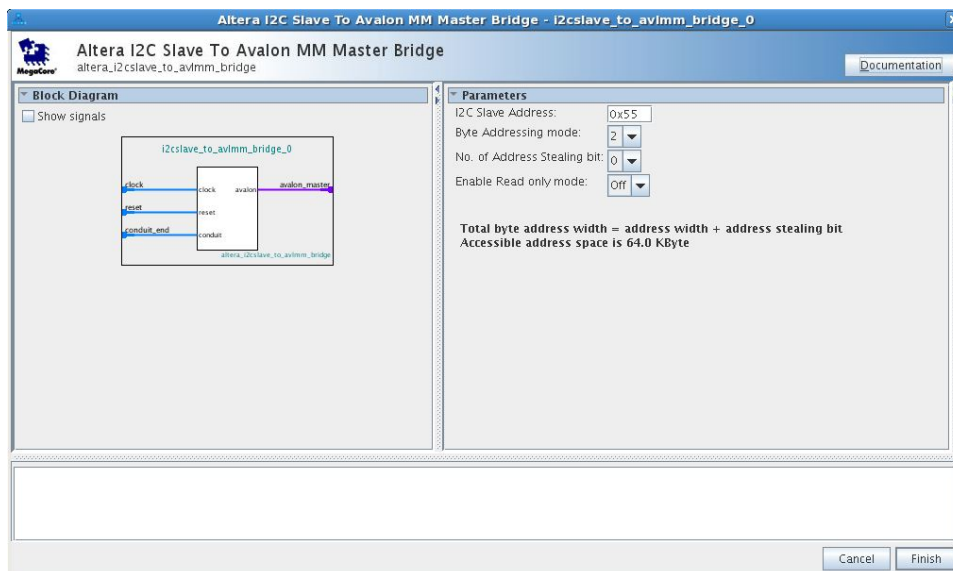 Altera I2C Slave To Avalon MM Master Bridge - i2cslave_to_avlmm_bridge_0
MegaCore'
Altera I2C Slave To Avalon MM Master Bridge
altera_i2cslave_to_avlmm_bridge
Documentation
Block Diagram
Show signals
i2cslave_to_avlmm_bridge_0
clock
clock
avalon
avalon_master
reset
reset
conduit_end
conduit
altera_i2cslave_to_avlmm_bridge
Parameters
I2C Slave Address: 0x55
Byte Addressing mode: 2
No. of Address Stealing bit: 0
Enable Read only mode: Off
Total byte address width = address width + address stealing bit
Accessible address space is 64.0 KByte
Cancel
Finish